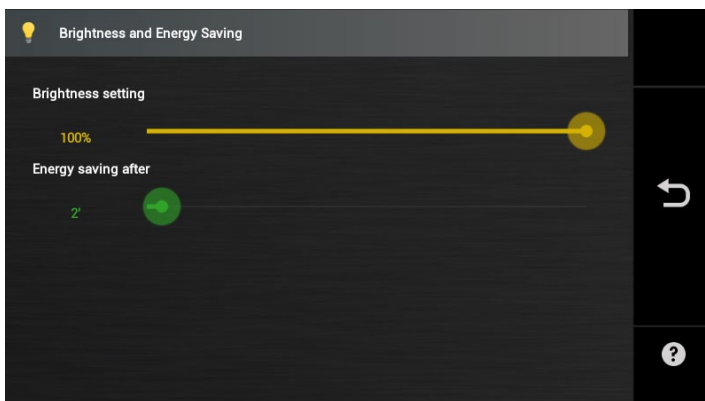 Brightness and Energy Saving
Brightness setting
100%
Energy saving after
2'
?